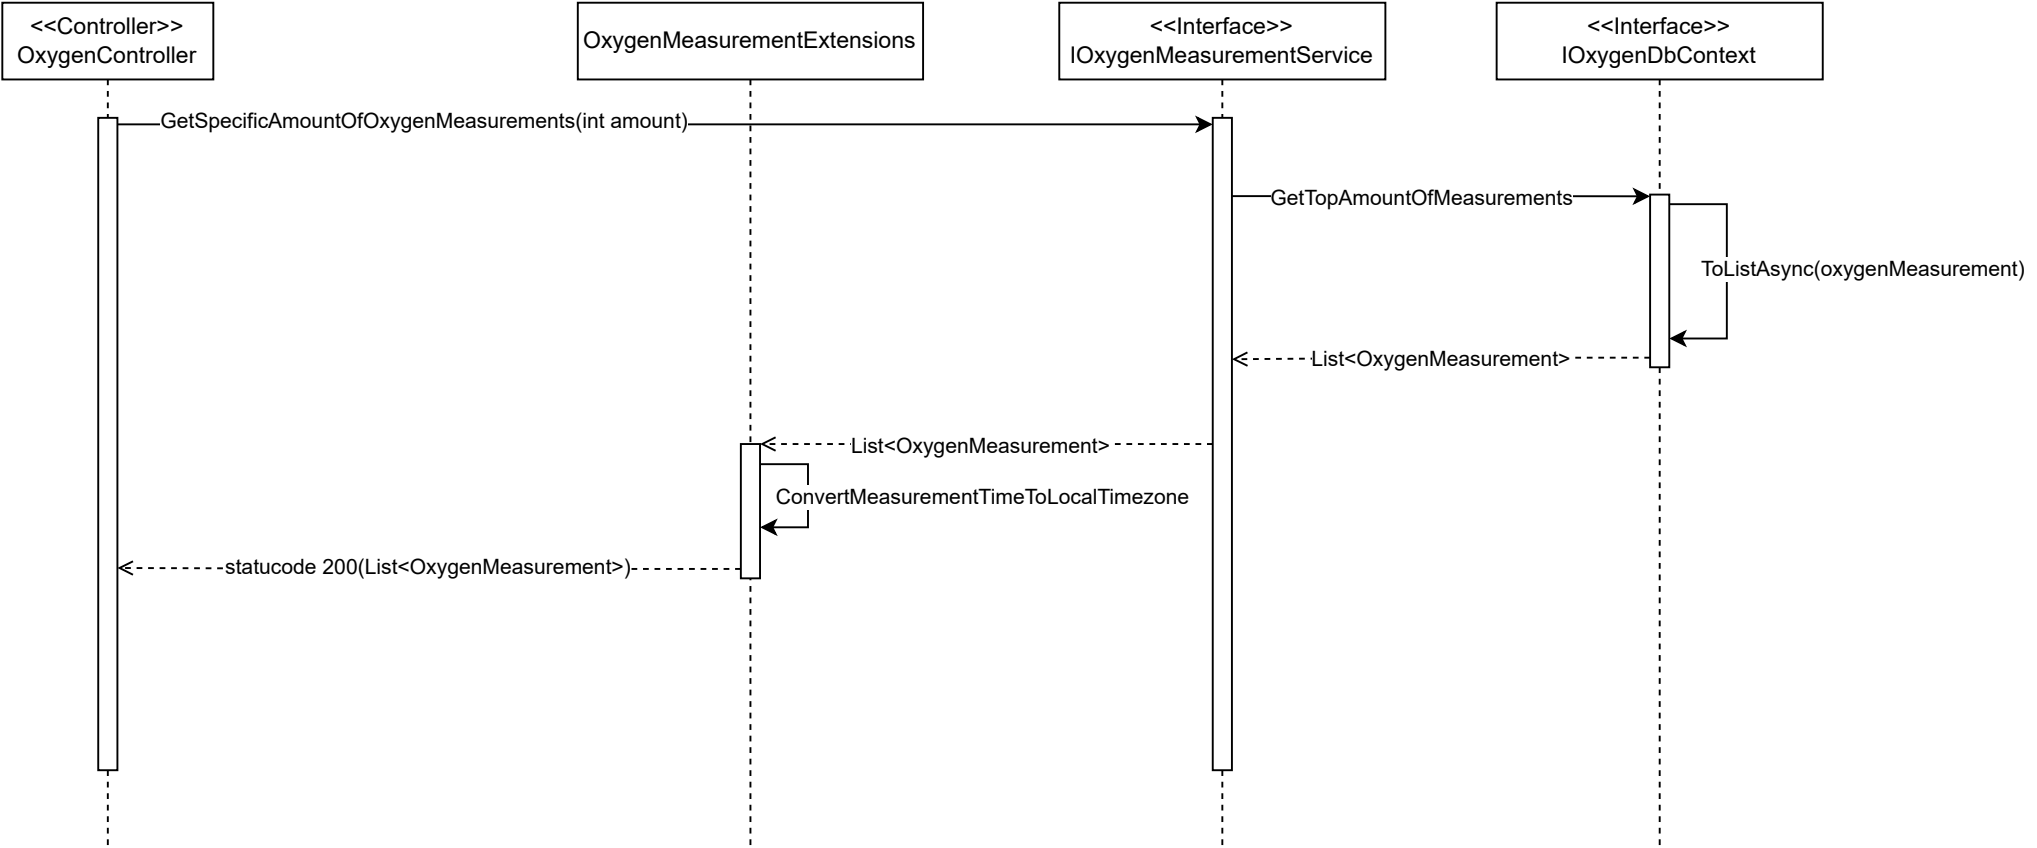 <<Controller>>
OxygenController
OxygenMeasurementExtensions
<<Interface>>
IOxygenMeasurementService
<<Interface>>
IOxygenDbContext
GetSpecificAmountOfOxygenMeasurements(int amount)
GetTopAmountOfMeasurements
ToListAsync(oxygenMeasurement)
List<OxygenMeasurement>
List<OxygenMeasurement>
ConvertMeasurementTimeToLocalTimezone
statucode 200(List<OxygenMeasurement>)